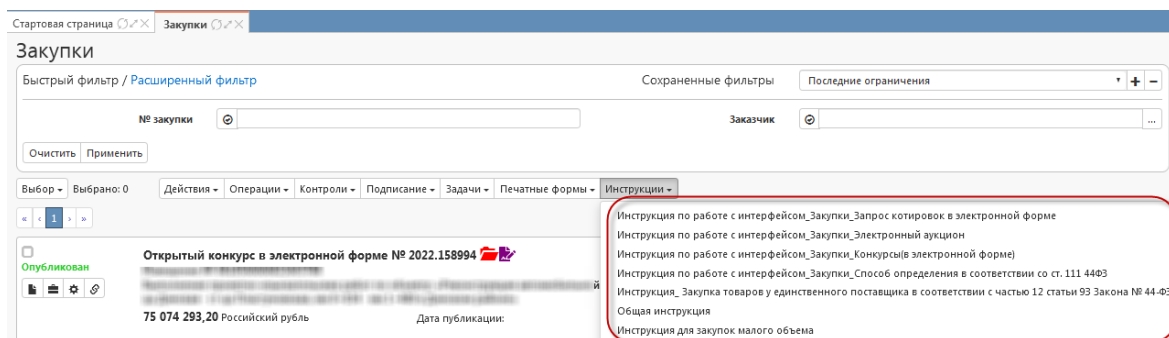 Стартовая страница Закупки
Закупки
Быстрый фильтр / Расширенный фильтр Сохраненные фильтры Последние ограничения + −
№ закупки Заказчик ...
Очистить Применить
Выбор Выбрано: 0 Действия Операции Контроли Подписание Задачи Печатные формы Инструкции
« ‹ 1 › »
Инструкция по работе с интерфейсом_Закупки_Запрос котировок в электронной форме
Инструкция по работе с интерфейсом_Закупки_Электронный аукцион
Инструкция по работе с интерфейсом_Закупки_Конкурсы(в электронной форме)
Инструкция по работе с интерфейсом_Закупки_Способ определения в соответствии со ст. 111 44ФЗ
Инструкция_ Закупка товаров у единственного поставщика в соответствии с частью 12 статьи 93 Закона № 44-ФЗ
Общая инструкция
Инструкция для закупок малого объема
Открытый конкурс в электронной форме № 2022.158994
Опубликован
75 074 293,20 Российский рубль Дата публикации: